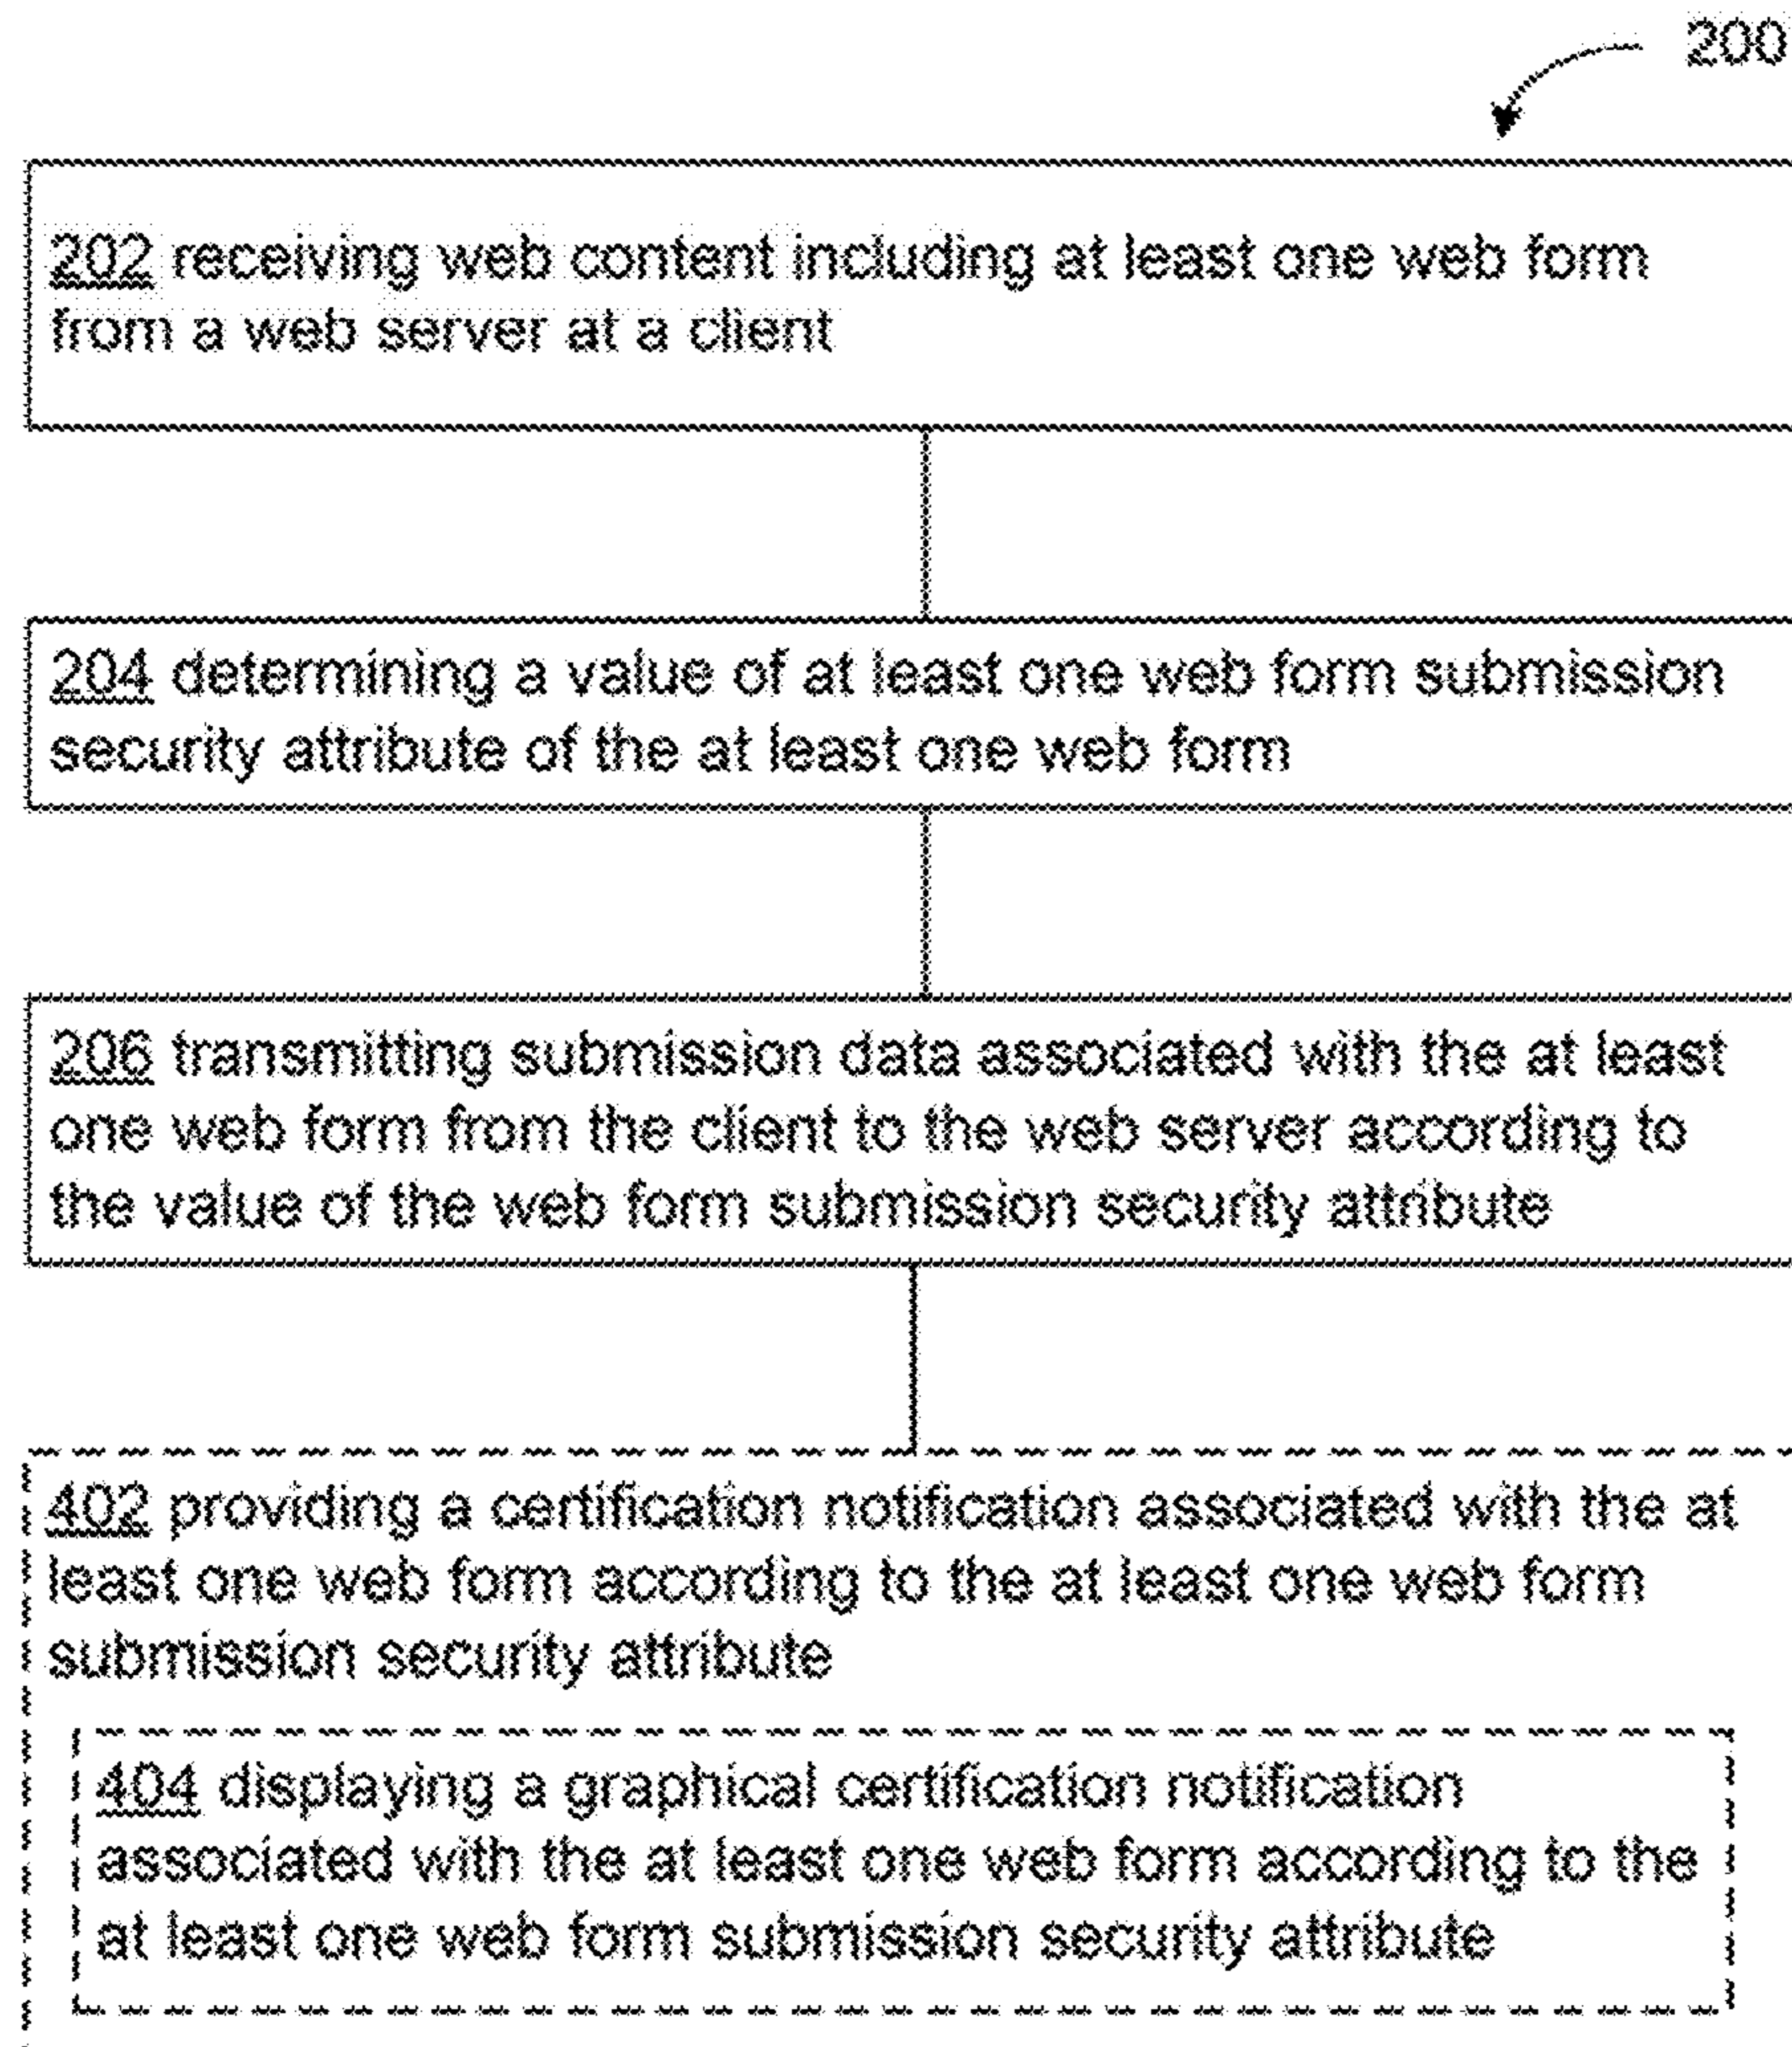 200
202 receiving web content including at least one web form
from a web server at a client
204 determining a value of at least one web form submission
security attribute of the at least one web form
206 transmitting submission data associated with the at least
one web form from the client to the web server according to
the value of the web form submission security attribute
402 providing a certification notification associated with the at
least one web form according to the at least one web form
submission security attribute
404 displaying a graphical certification notification
associated with the at least one web form according to the
at least one web form submission security attribute